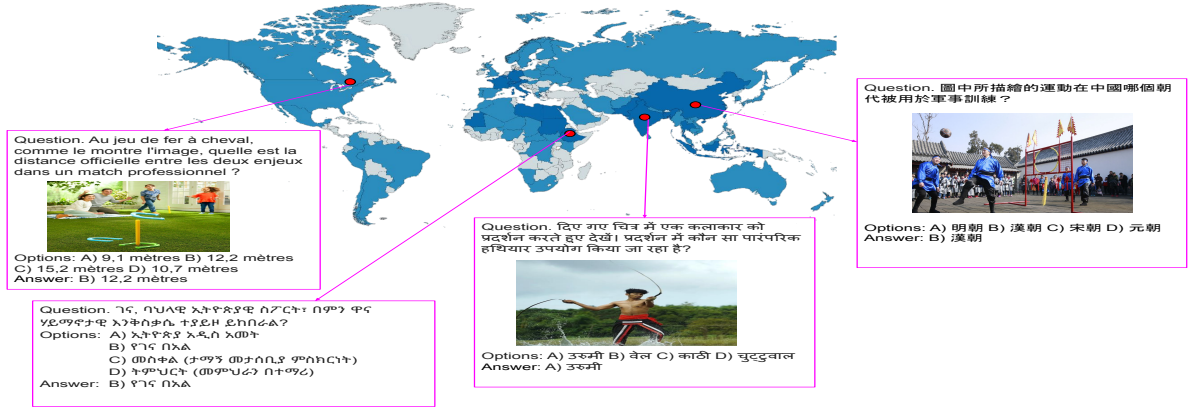 Question. Au jeu de fer à cheval,
comme le montre l'image, quelle est la
distance officielle entre les deux enjeux
dans un match professionnel ?
Options: A) 9,1 mètres B) 12,2 mètres
C) 15,2 mètres D) 10,7 mètres
Answer: B) 12,2 mètres
Question. ገና, ባህላዊ ኢትዮጵያዊ ስፖርት፣ በምን ዋና
ሃይማኖታዊ እንቅስቃሴ ተያይዞ ይከበራል?
Options: A) ኢትዮጵያ አዲስ አመት
B) የገና በአል
C) መስቀል (ታማኝ መታሰቢያ ምስክርነት)
D) ትምህርት (መምህራን በተማሪ)
Answer: B) የገና በአል
Question. दिए गए चित्र में एक कलाकार को
प्रदर्शन करते हुए देखें। प्रदर्शन में कौन सा पारंपरिक
हथियार उपयोग किया जा रहा है?
Options: A) उरुमी B) वेल C) काठी D) चुट्टुवाल
Answer: A) उरुमी
Question. 圖中所描繪的運動在中國哪個朝
代被用於軍事訓練？
Options: A) 明朝 B) 漢朝 C) 宋朝 D) 元朝
Answer: B) 漢朝